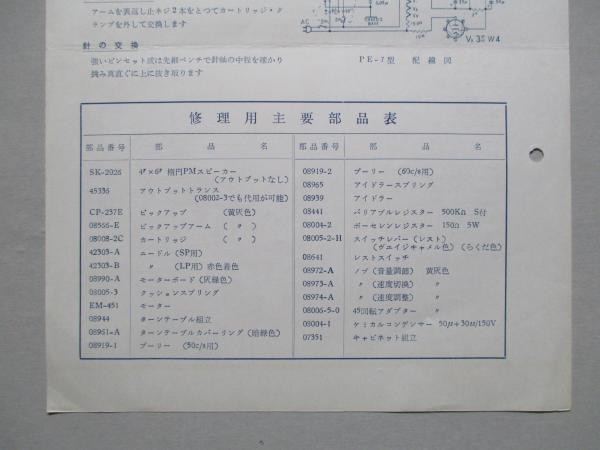 アームを裏返し止ネジ2本をとつてカートリッジ・ク
ランプを外して交換します
針の交換
強いピンセット或は先細ペンチで針軸の中程を確かり
挾み真直ぐに上に抜き取ります
AC
V₃ 3゠W4
PE-7型 配線図
修理用主要部品表
部品番号 部品名
SK-2026 4″×6″ 楕円PMスピーカー
(アウトプットなし)
45336 アウトプットトランス
(08002-3でも代用が可能)
CP-237E ピックアップ (黄灰色)
08566-E ピックアップアーム ( 〃 )
08008-2C カートリッジ ( 〃 )
42303-A ニードル (SP用)
42303-B 〃 (LP用) 赤色着色
08990-A モーターボード (灰緑色)
08005-3 クッションスプリング
EM-451 モーター
08944 ターンテーブル組立
08961-A ターンテーブルカバーリング (暗緑色)
08919-1 プーリー (50c/s用)
部品番号 部品名
08919-2 プーリー (60c/s用)
08965 アイドラースプリング
08939 アイドラー
08441 バリアブルレジスター 500KΩ S付
08004-2 ポーセレンレジスター 150Ω 5W
08005-2-H スイッチレバー (レスト)
(ヴエイジキャメル色) (らくだ色)
08641 レストスイッチ
08972-A ノブ (音量調節) 黄灰色
08973-A 〃 (速度切換) 〃
08974-A 〃 (速度調整) 〃
08006-5-0 45回転アダプター 〃
08004-1 ケミカルコンデンサー 50μ+30μ/150V
07351 キャビネット組立